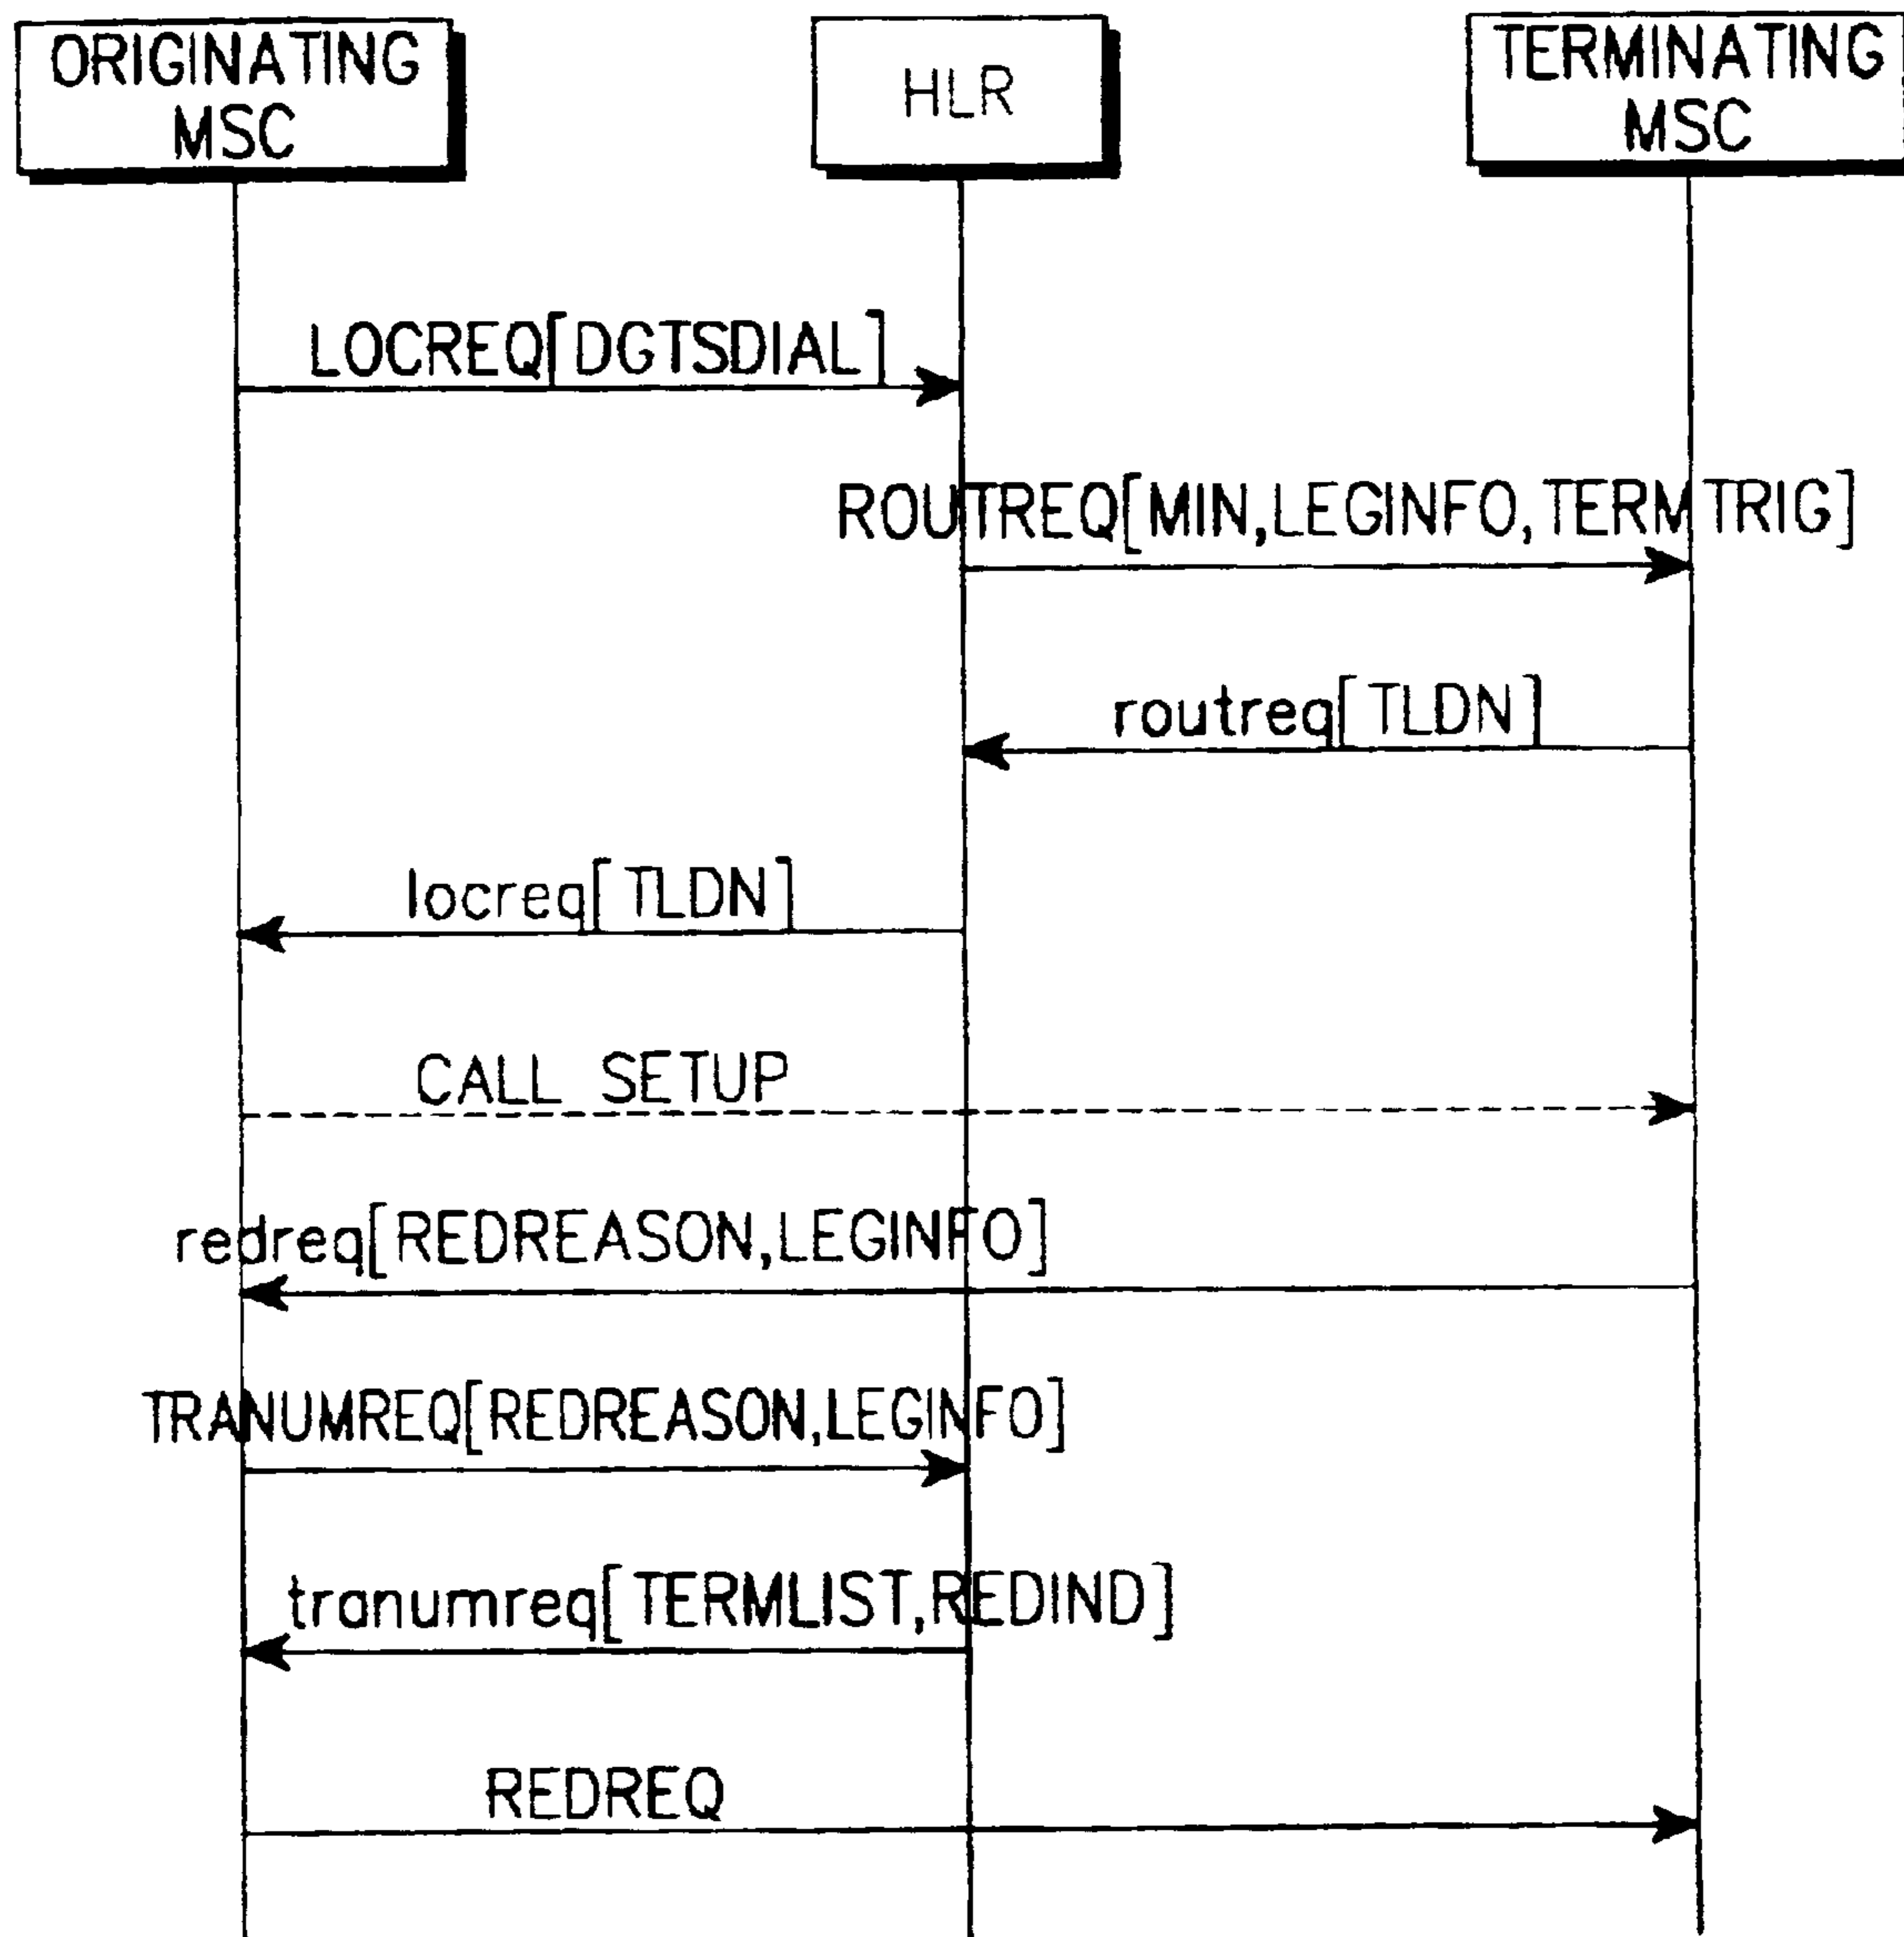 ORIGINATING
MSC
HLR
TERMINATING
MSC
LOCREQ[DGTSDIAL]
ROUTREQ[MIN,LEGINFO,TERMTRIG]
routreq[TLDN]
locreq[TLDN]
CALL SETUP
redreq[REDREASON,LEGINFO]
TRANUMREQ[REDREASON,LEGINFO]
tranumreq[TERMLIST,REDIND]
REDREQ